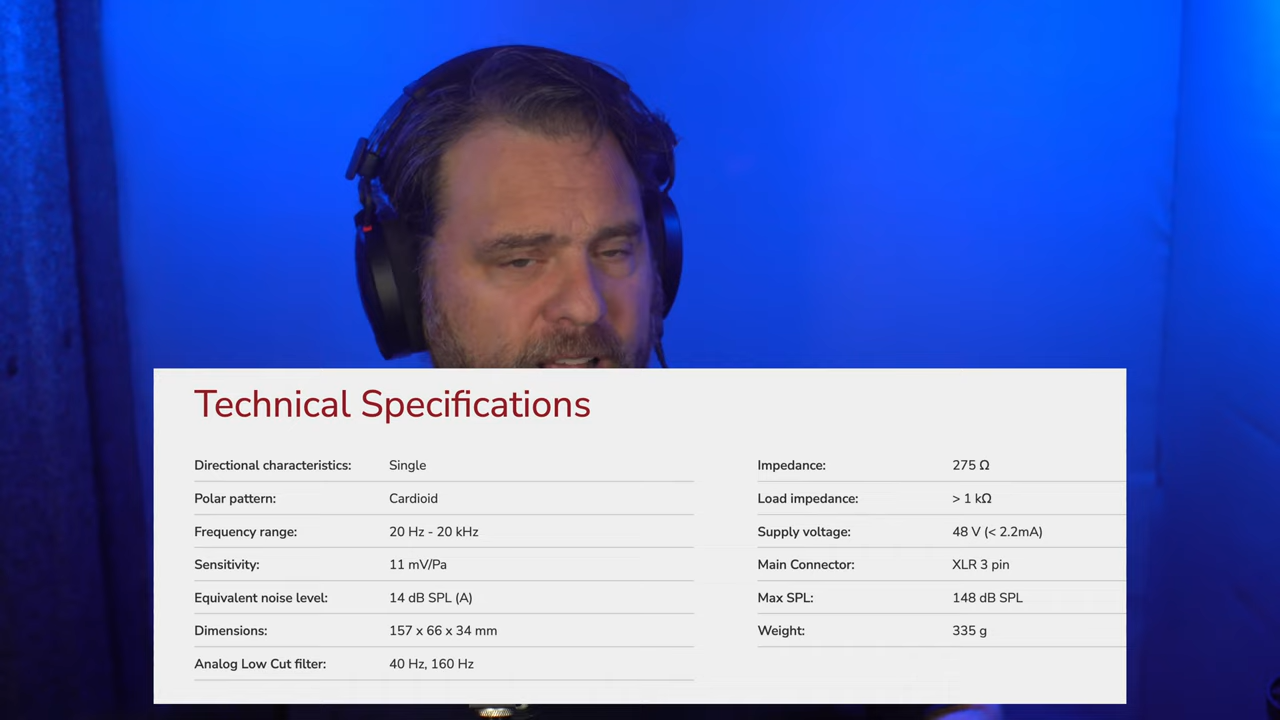 Technical Specifications
Directional characteristics: Single
Polar pattern: Cardioid
Frequency range: 20 Hz - 20 kHz
Sensitivity: 11 mV/Pa
Equivalent noise level: 14 dB SPL (A)
Dimensions: 157 x 66 x 34 mm
Analog Low Cut filter: 40 Hz, 160 Hz
Impedance: 275 Ω
Load impedance: > 1 kΩ
Supply voltage: 48 V (< 2.2mA)
Main Connector: XLR 3 pin
Max SPL: 148 dB SPL
Weight: 335 g